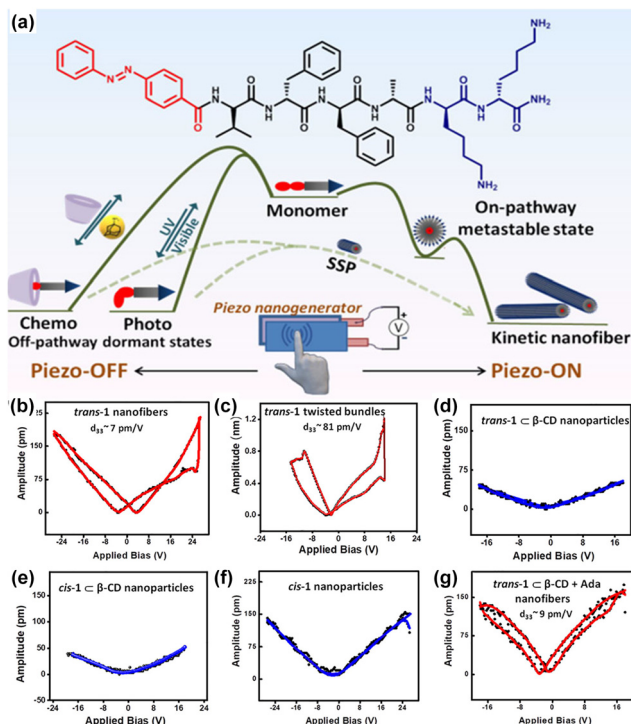 (a)
N
N
H
N
O
O
N
H
H
N
O
O
N
H
H
N
O
O
N
H
H
N
O
NH₂
NH₂
NH₂
Monomer
On-pathway
metastable state
UV
Visible
SSP
Chemo Photo
Off-pathway dormant states
Piezo nanogenerator
+
V
−
Kinetic nanofiber
Piezo-OFF
Piezo-ON
(b)
trans-1 nanofibers
d₃₃~ 7 pm/V
Amplitude (pm)
225
150
75
0
-24 -16 -8 0 8 16 24
Applied Bias (V)
(c)
trans-1 twisted bundles
d₃₃~ 81 pm/V
Amplitude (nm)
1.2
0.8
0.4
0.0
-24 -16 -8 0 8 16 24
Applied Bias (V)
(d)
trans-1 ⊂ β-CD nanoparticles
Amplitude (pm)
150
100
50
0
-16 -8 0 8 16
Applied Bias (V)
(e)
cis-1 ⊂ β-CD nanoparticles
Amplitude (pm)
150
100
50
0
-50
-16 -8 0 8 16
Applied Bias (V)
(f)
cis-1 nanoparticles
Amplitude (pm)
225
150
75
0
-24 -16 -8 0 8 16 24
Applied Bias (V)
(g)
trans-1 ⊂ β-CD + Ada
nanofibers
d₃₃~ 9 pm/V
Amplitude (pm)
150
75
0
-16 -8 0 8 16
Applied Bias (V)